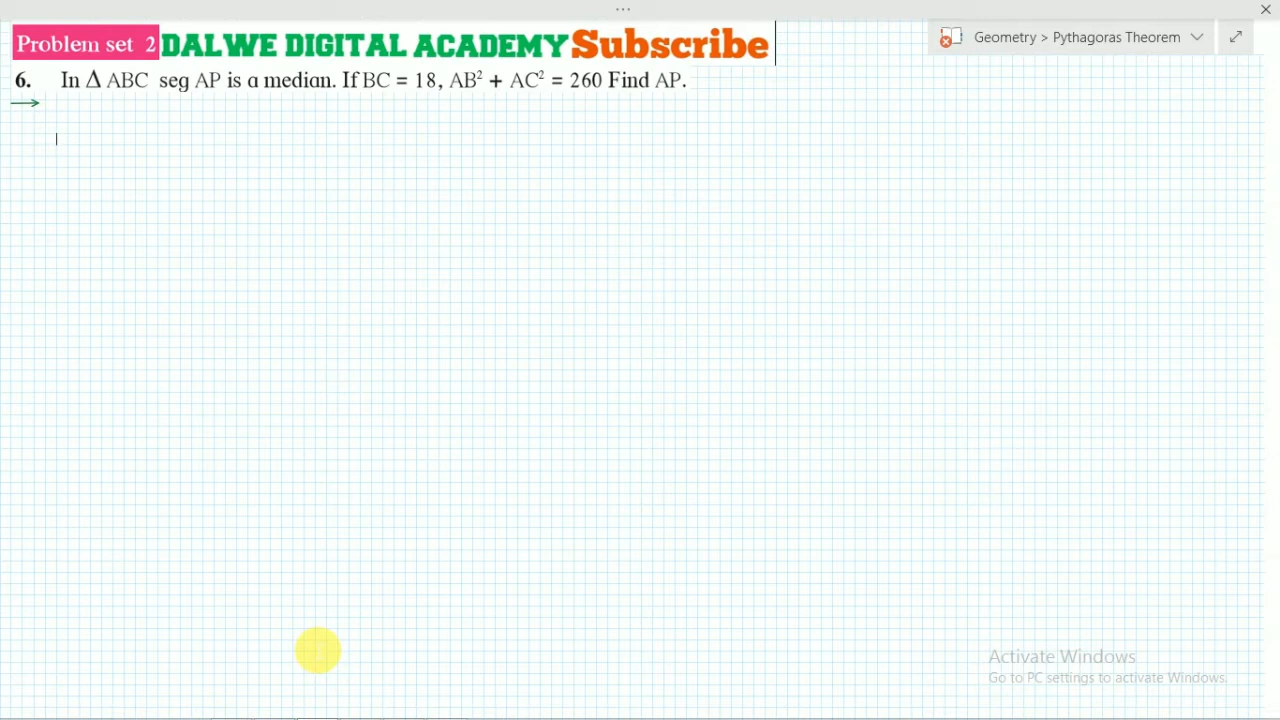 ...
Problem set 2 DALWE DIGITAL ACADEMY Subscribe
Geometry > Pythagoras Theorem
6. In Δ ABC seg AP is a median. If BC = 18, AB² + AC² = 260 Find AP.
Activate Windows
Go to PC settings to activate Windows.